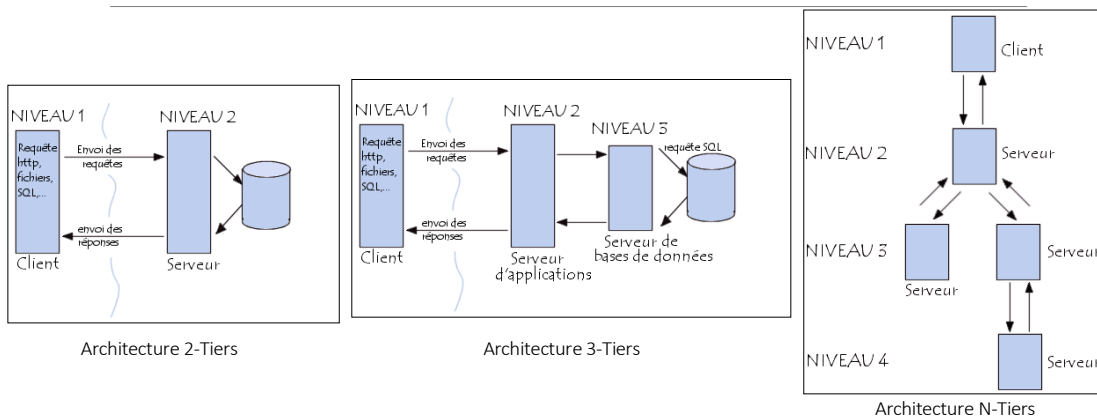 NIVEAU 1
NIVEAU 2
Requête
http,
fichiers,
SQL,...
Envoi des
requêtes
envoi des
réponses
Client
Serveur
Architecture 2-Tiers
NIVEAU 1
NIVEAU 2
NIVEAU 3
Requête
http,
fichiers,
SQL,...
Envoi des
requêtes
requête SQL
envoi des
réponses
Client
Serveur
d'applications
Serveur de
bases de données
Architecture 3-Tiers
NIVEAU 1
Client
NIVEAU 2
Serveur
NIVEAU 3
Serveur
Serveur
NIVEAU 4
Serveur
Architecture N-Tiers